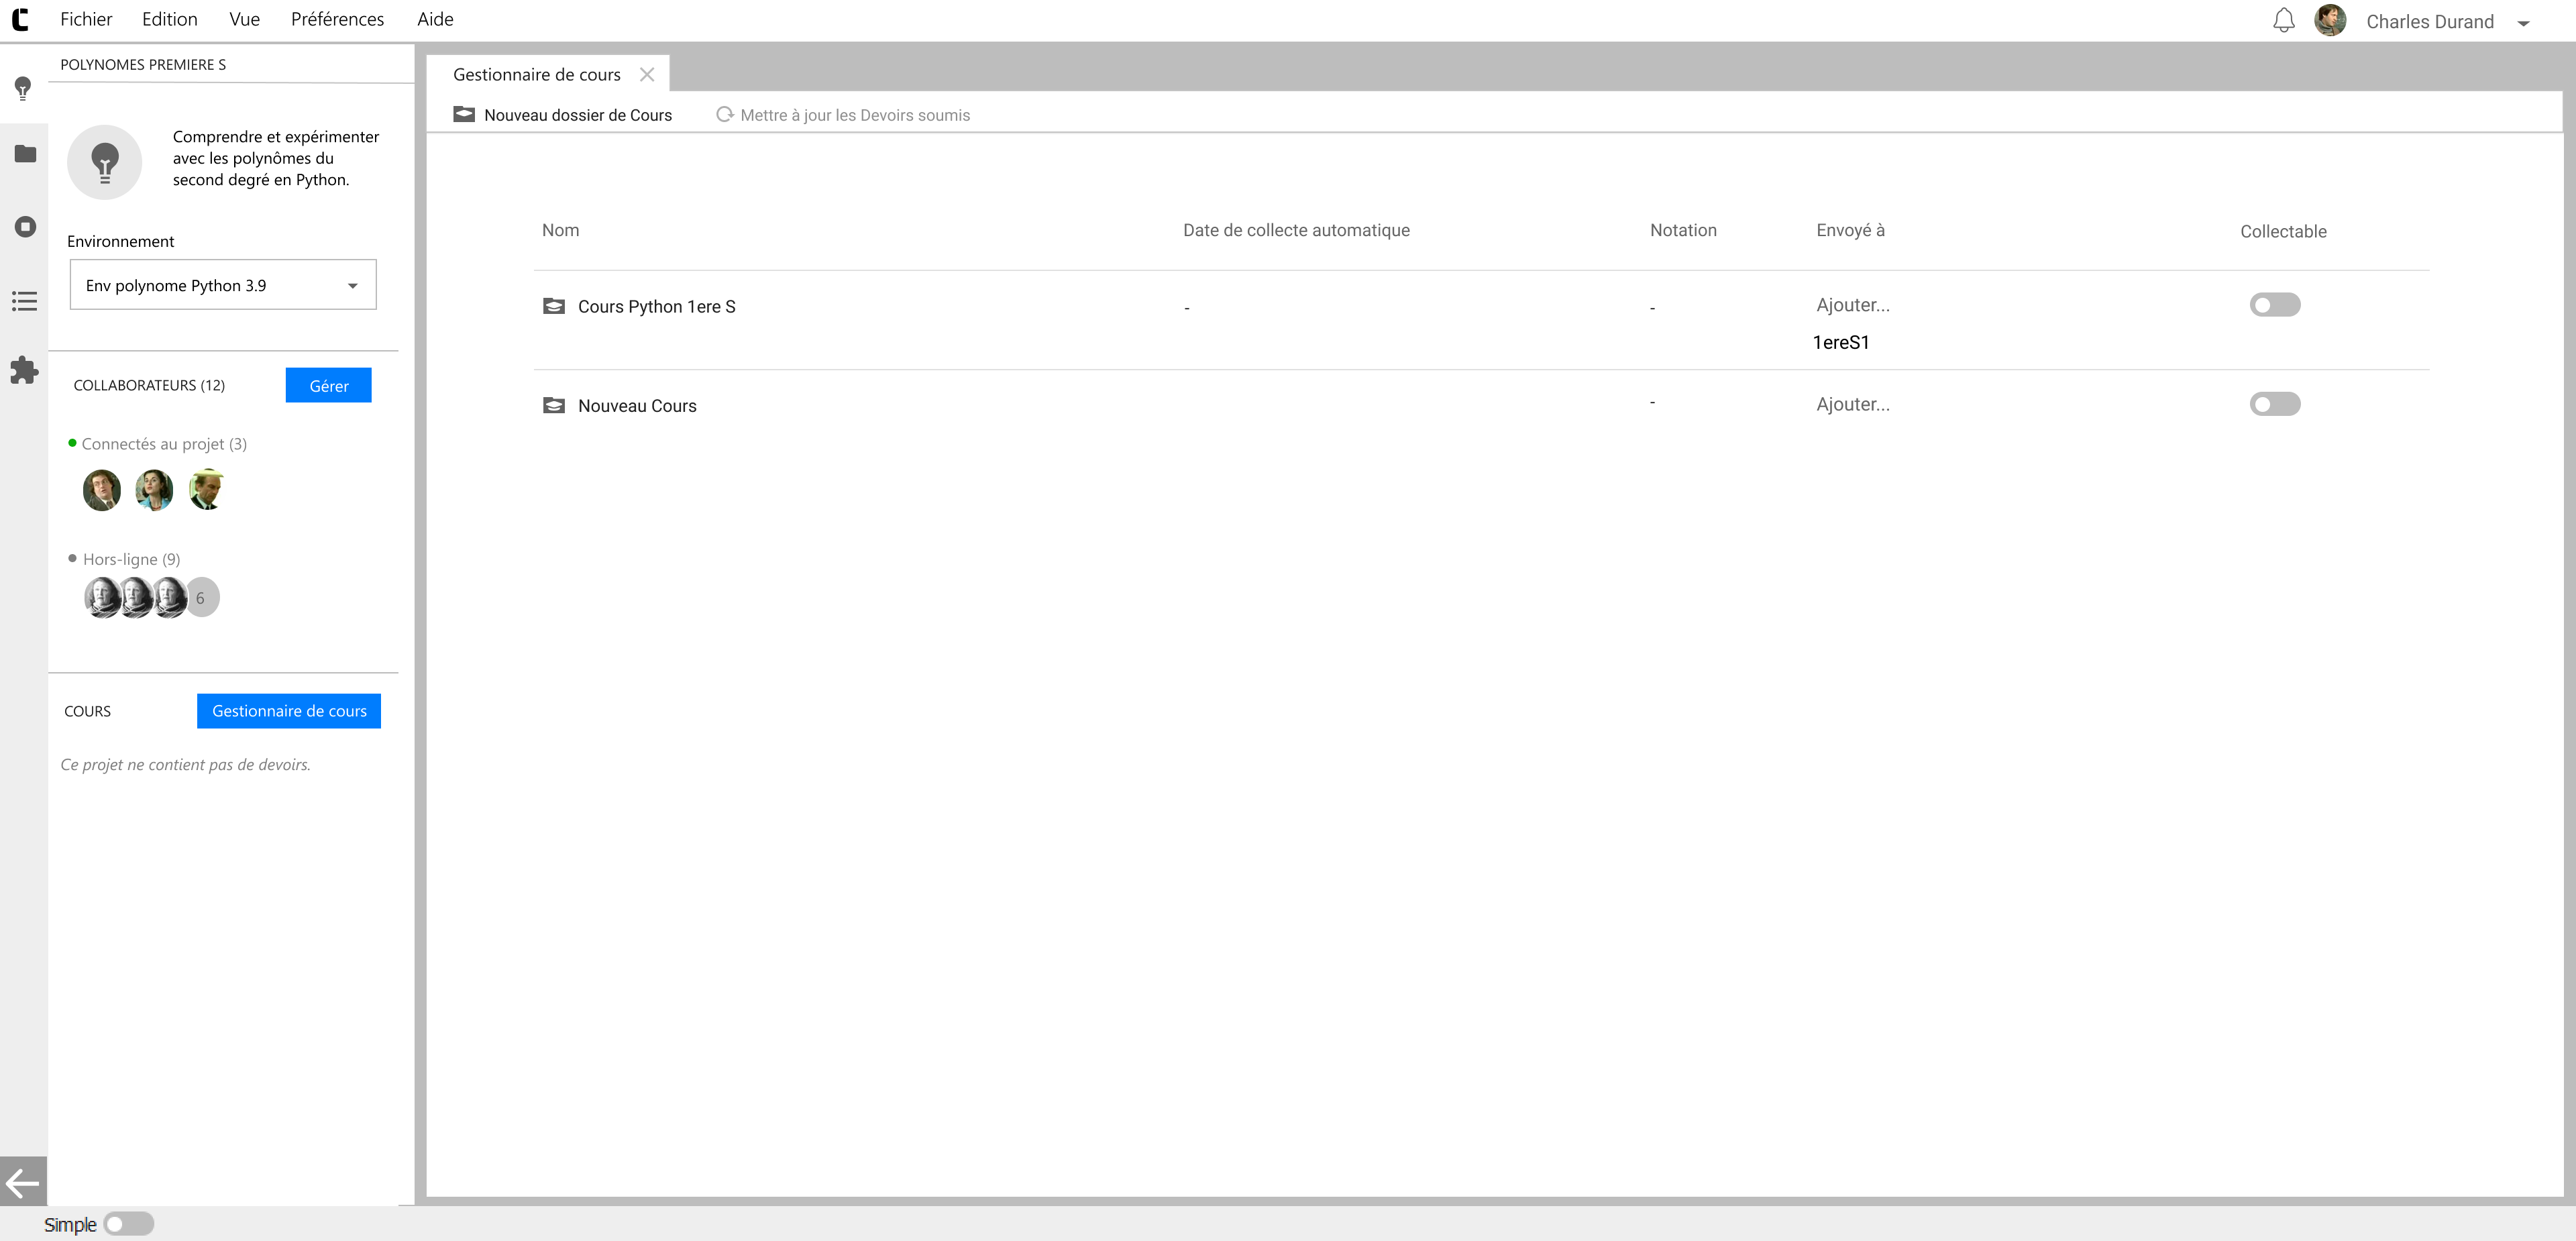 Fichier Edition Vue Préférences Aide Charles Durand
POLYNOMES PREMIERE S
Comprendre et expérimenter
avec les polynômes du
second degré en Python.
Environnement
Env polynome Python 3.9
COLLABORATEURS (12) Gérer
Connectés au projet (3)
Hors-ligne (9)
6
COURS Gestionnaire de cours
Ce projet ne contient pas de devoirs.
Gestionnaire de cours
Nouveau dossier de Cours Mettre à jour les Devoirs soumis
Nom Date de collecte automatique Notation Envoyé à Collectable
Cours Python 1ere S - - Ajouter...
1ereS1
Nouveau Cours - Ajouter...
Simple